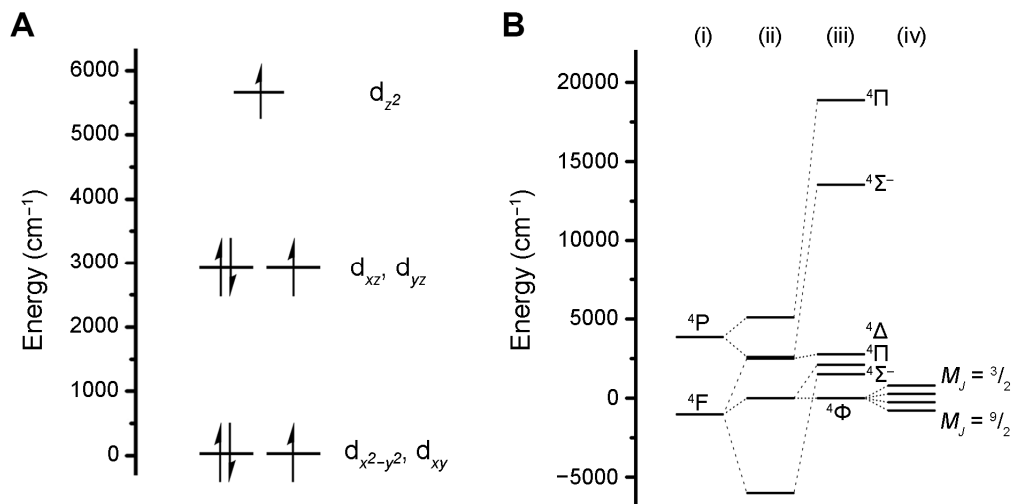 A
Energy (cm⁻¹)
6000
5000
4000
3000
2000
1000
0
d_z²
d_xz, d_yz
d_x²−y², d_xy
B
(i) (ii) (iii) (iv)
Energy (cm⁻¹)
20000
15000
10000
5000
0
−5000
⁴P
⁴F
⁴Π
⁴Σ⁻
⁴Δ
⁴Π
⁴Σ⁻
⁴Φ
M_J = ³/₂
M_J = ⁹/₂